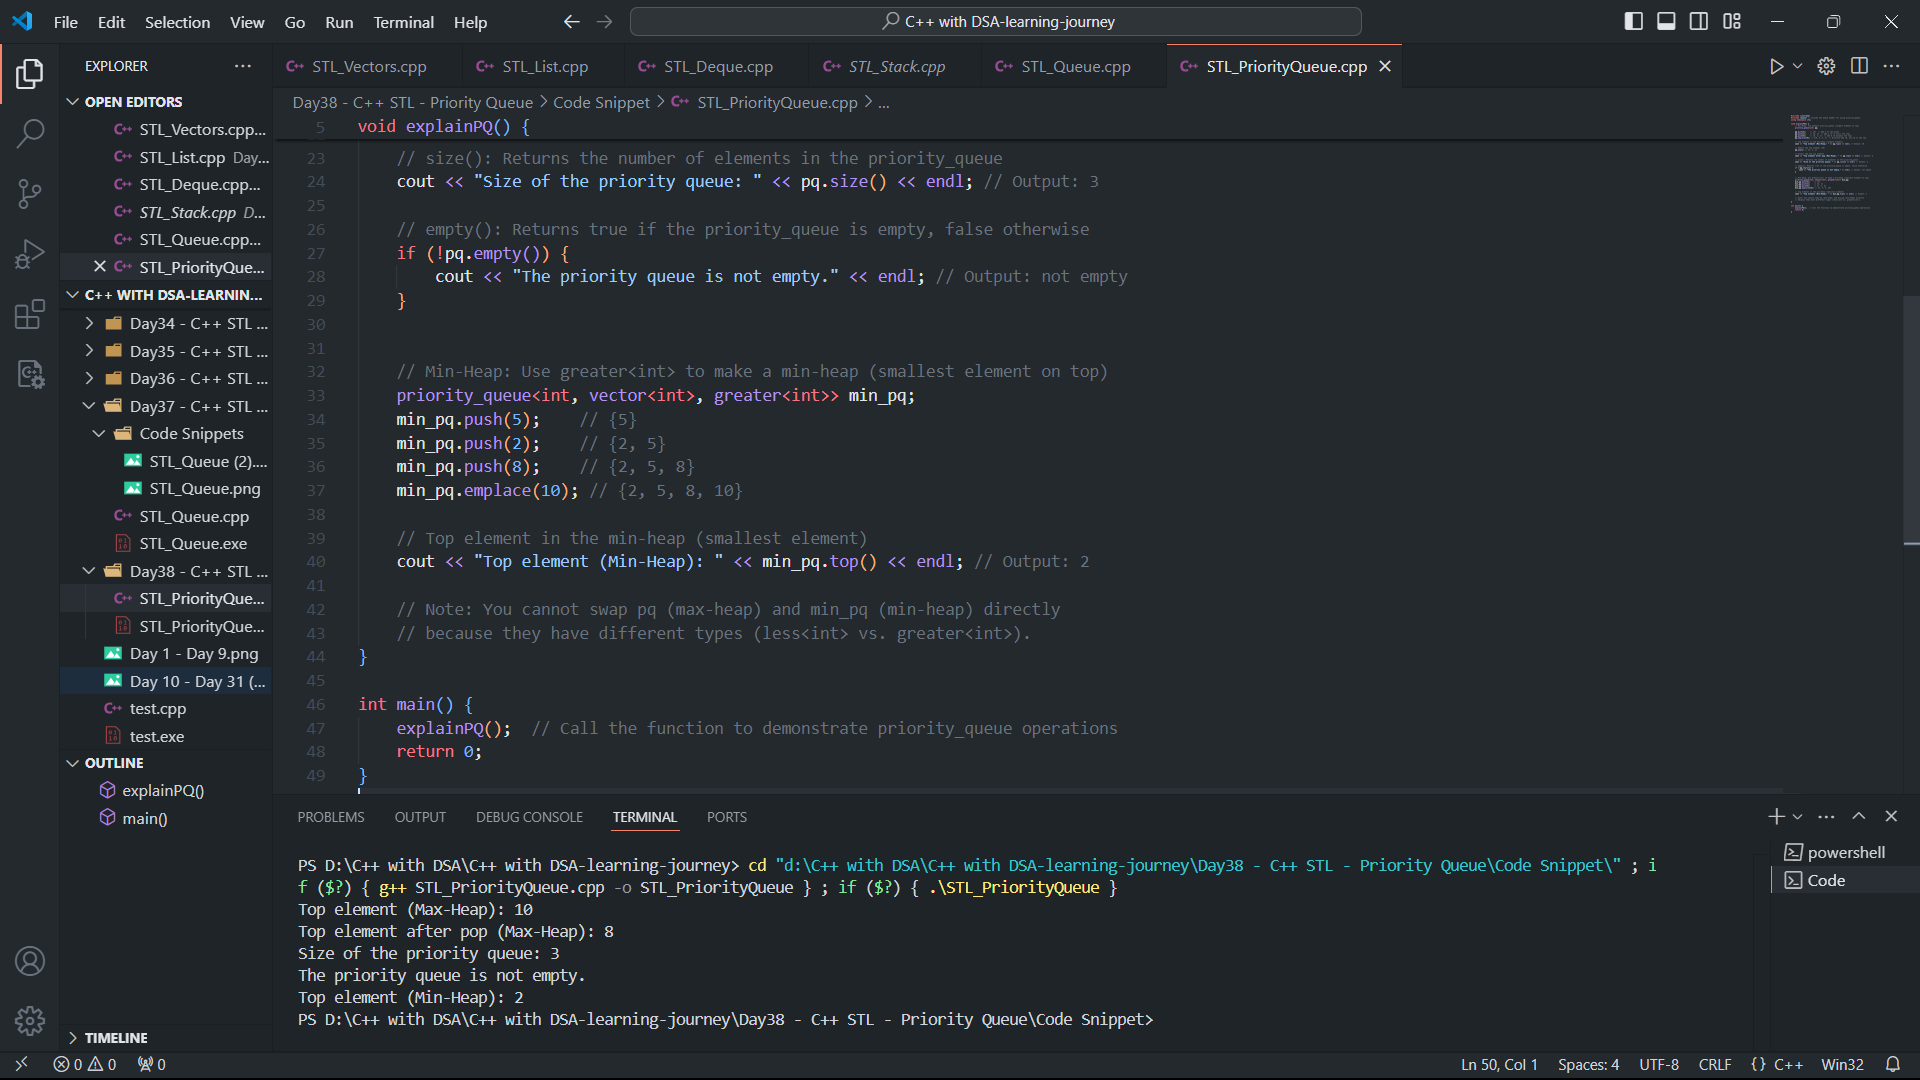 File Edit Selection View Go Run Terminal Help
C++ with DSA-learning-journey
EXPLORER
OPEN EDITORS
STL_Vectors.cpp...
STL_List.cpp Day...
STL_Deque.cpp...
STL_Stack.cpp D...
STL_Queue.cpp...
STL_PriorityQue...
C++ WITH DSA-LEARNIN...
Day34 - C++ STL ...
Day35 - C++ STL ...
Day36 - C++ STL ...
Day37 - C++ STL ...
Code Snippets
STL_Queue (2)....
STL_Queue.png
STL_Queue.cpp
STL_Queue.exe
Day38 - C++ STL ...
STL_PriorityQue...
STL_PriorityQue...
Day 1 - Day 9.png
Day 10 - Day 31 (...
test.cpp
test.exe
OUTLINE
explainPQ()
main()
TIMELINE
STL_Vectors.cpp STL_List.cpp STL_Deque.cpp STL_Stack.cpp STL_Queue.cpp STL_PriorityQueue.cpp
Day38 - C++ STL - Priority Queue > Code Snippet > STL_PriorityQueue.cpp > ...
5 void explainPQ() {
23 // size(): Returns the number of elements in the priority_queue
24 cout << "Size of the priority queue: " << pq.size() << endl; // Output: 3
25
26 // empty(): Returns true if the priority_queue is empty, false otherwise
27 if (!pq.empty()) {
28 cout << "The priority queue is not empty." << endl; // Output: not empty
29 }
30
31
32 // Min-Heap: Use greater<int> to make a min-heap (smallest element on top)
33 priority_queue<int, vector<int>, greater<int>> min_pq;
34 min_pq.push(5); // {5}
35 min_pq.push(2); // {2, 5}
36 min_pq.push(8); // {2, 5, 8}
37 min_pq.emplace(10); // {2, 5, 8, 10}
38
39 // Top element in the min-heap (smallest element)
40 cout << "Top element (Min-Heap): " << min_pq.top() << endl; // Output: 2
41
42 // Note: You cannot swap pq (max-heap) and min_pq (min-heap) directly
43 // because they have different types (less<int> vs. greater<int>).
44 }
45
46 int main() {
47 explainPQ(); // Call the function to demonstrate priority_queue operations
48 return 0;
49 }
PROBLEMS OUTPUT DEBUG CONSOLE TERMINAL PORTS
PS D:\C++ with DSA\C++ with DSA-learning-journey> cd "d:\C++ with DSA\C++ with DSA-learning-journey\Day38 - C++ STL - Priority Queue\Code Snippet\" ; i
f ($?) { g++ STL_PriorityQueue.cpp -o STL_PriorityQueue } ; if ($?) { .\STL_PriorityQueue }
Top element (Max-Heap): 10
Top element after pop (Max-Heap): 8
Size of the priority queue: 3
The priority queue is not empty.
Top element (Min-Heap): 2
PS D:\C++ with DSA\C++ with DSA-learning-journey\Day38 - C++ STL - Priority Queue\Code Snippet>
powershell
Code
0 0 0
Ln 50, Col 1 Spaces: 4 UTF-8 CRLF {} C++ Win32